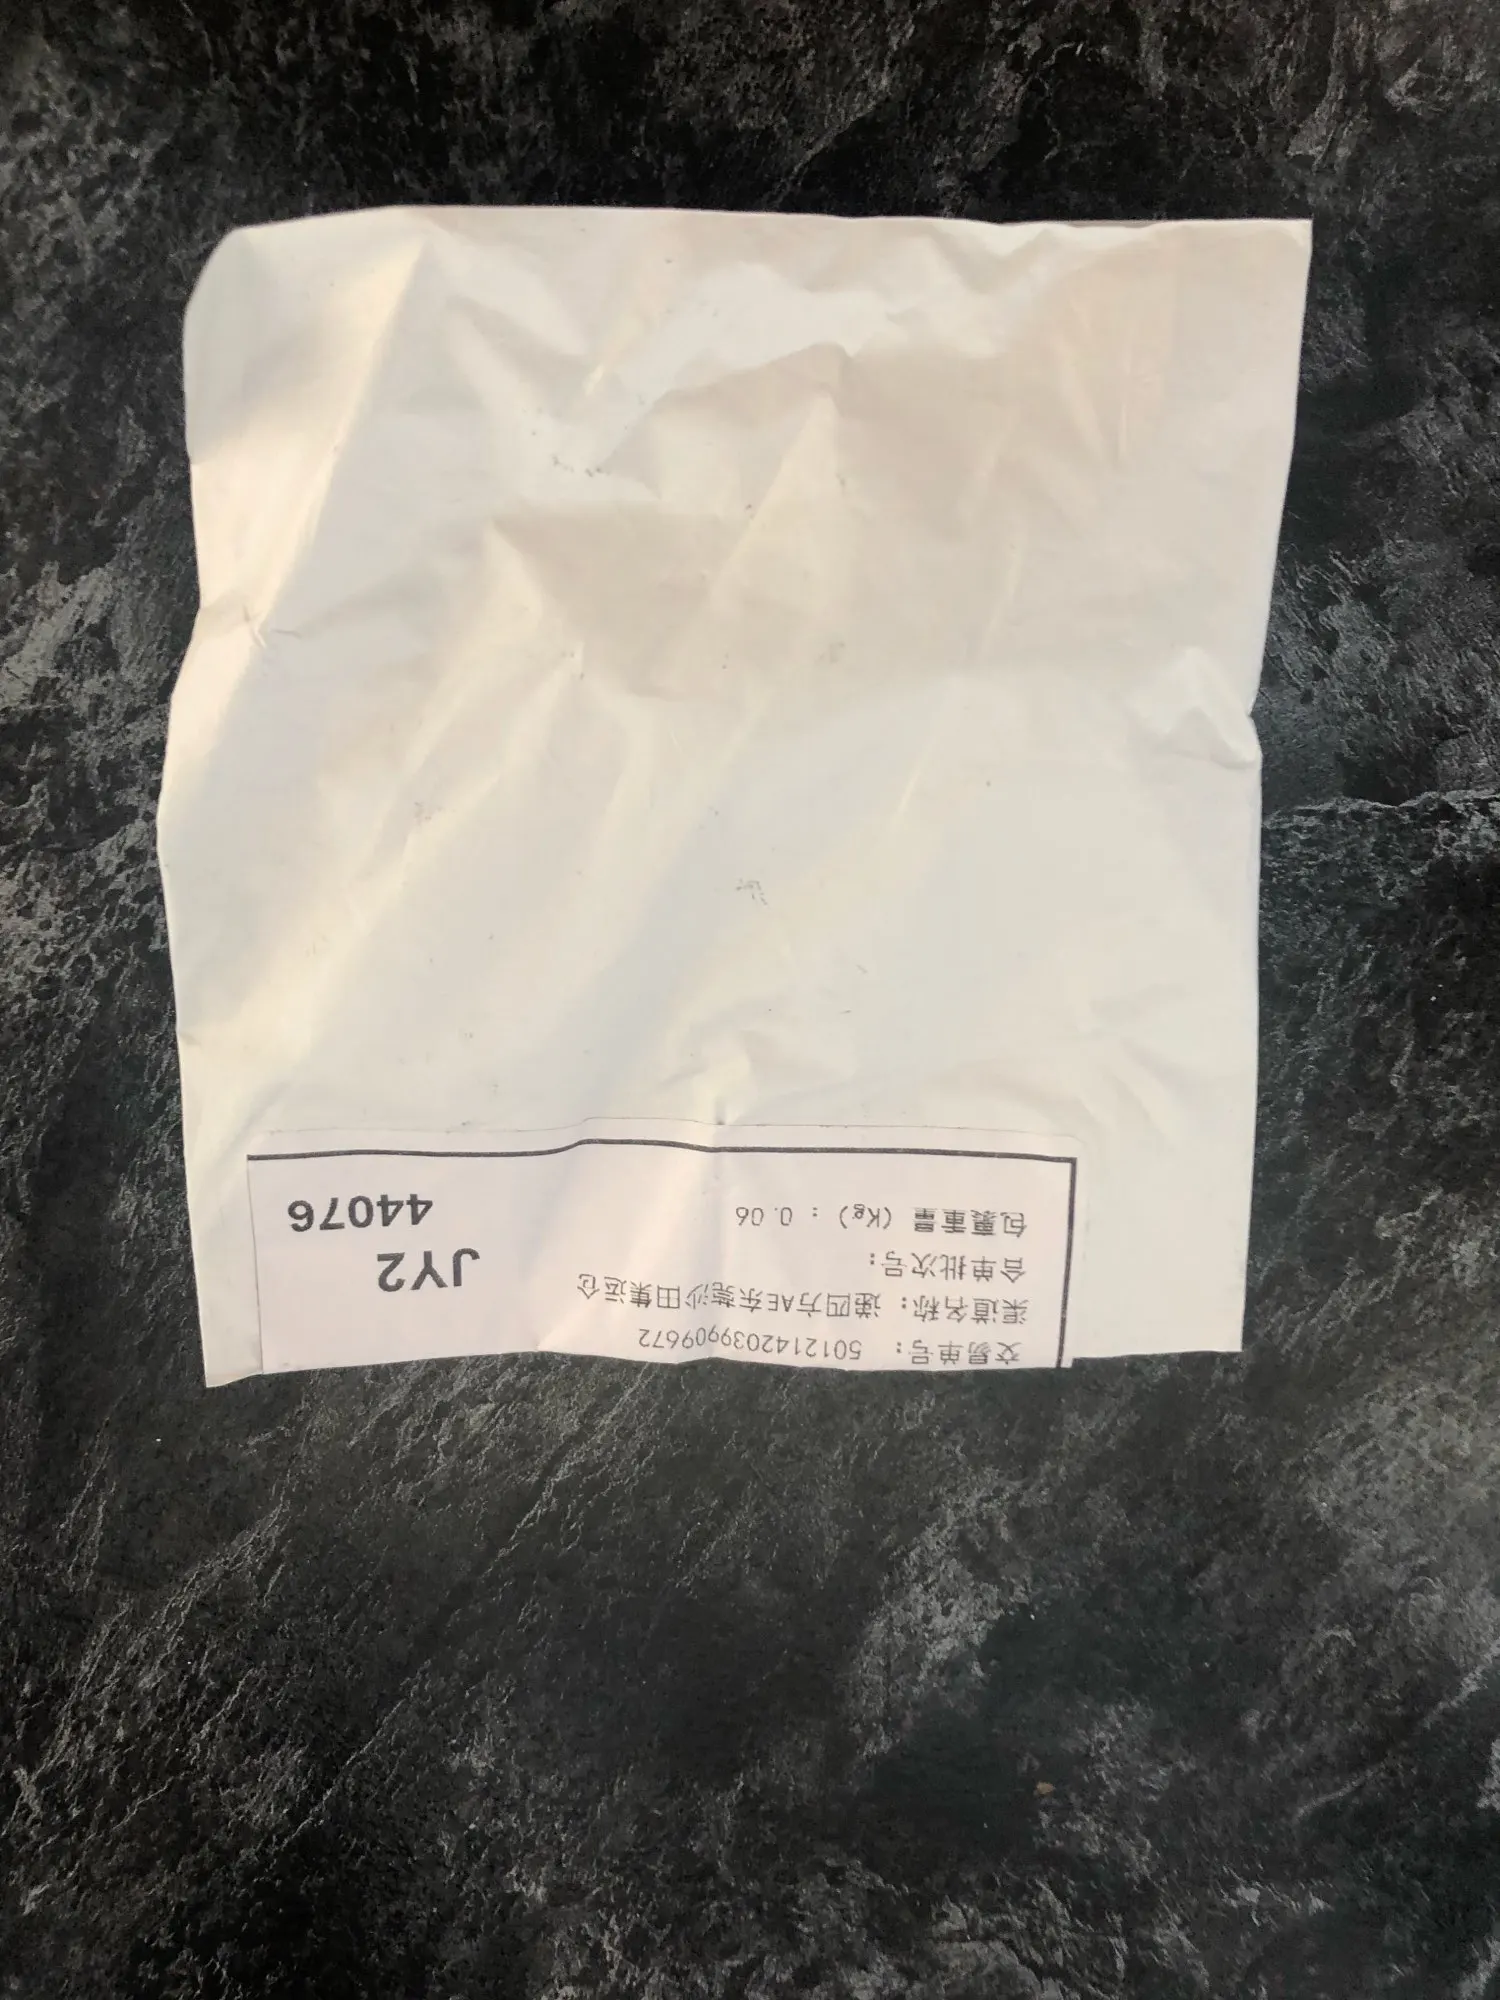 交易单号： 5012142039909672
渠道名称： 递四方AE东莞沙田集运仓
合单批次号：
包裹重量 (Kg) : 0.06
JY2
44076